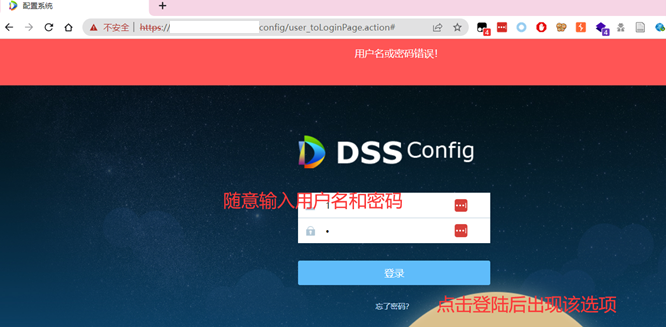 配置系统
不安全 https://
config/user_toLoginPage.action#
4
4
用户名或密码错误!
DSS Config
随意输入用户名和密码
登录
忘了密码?
点击登陆后出现该选项